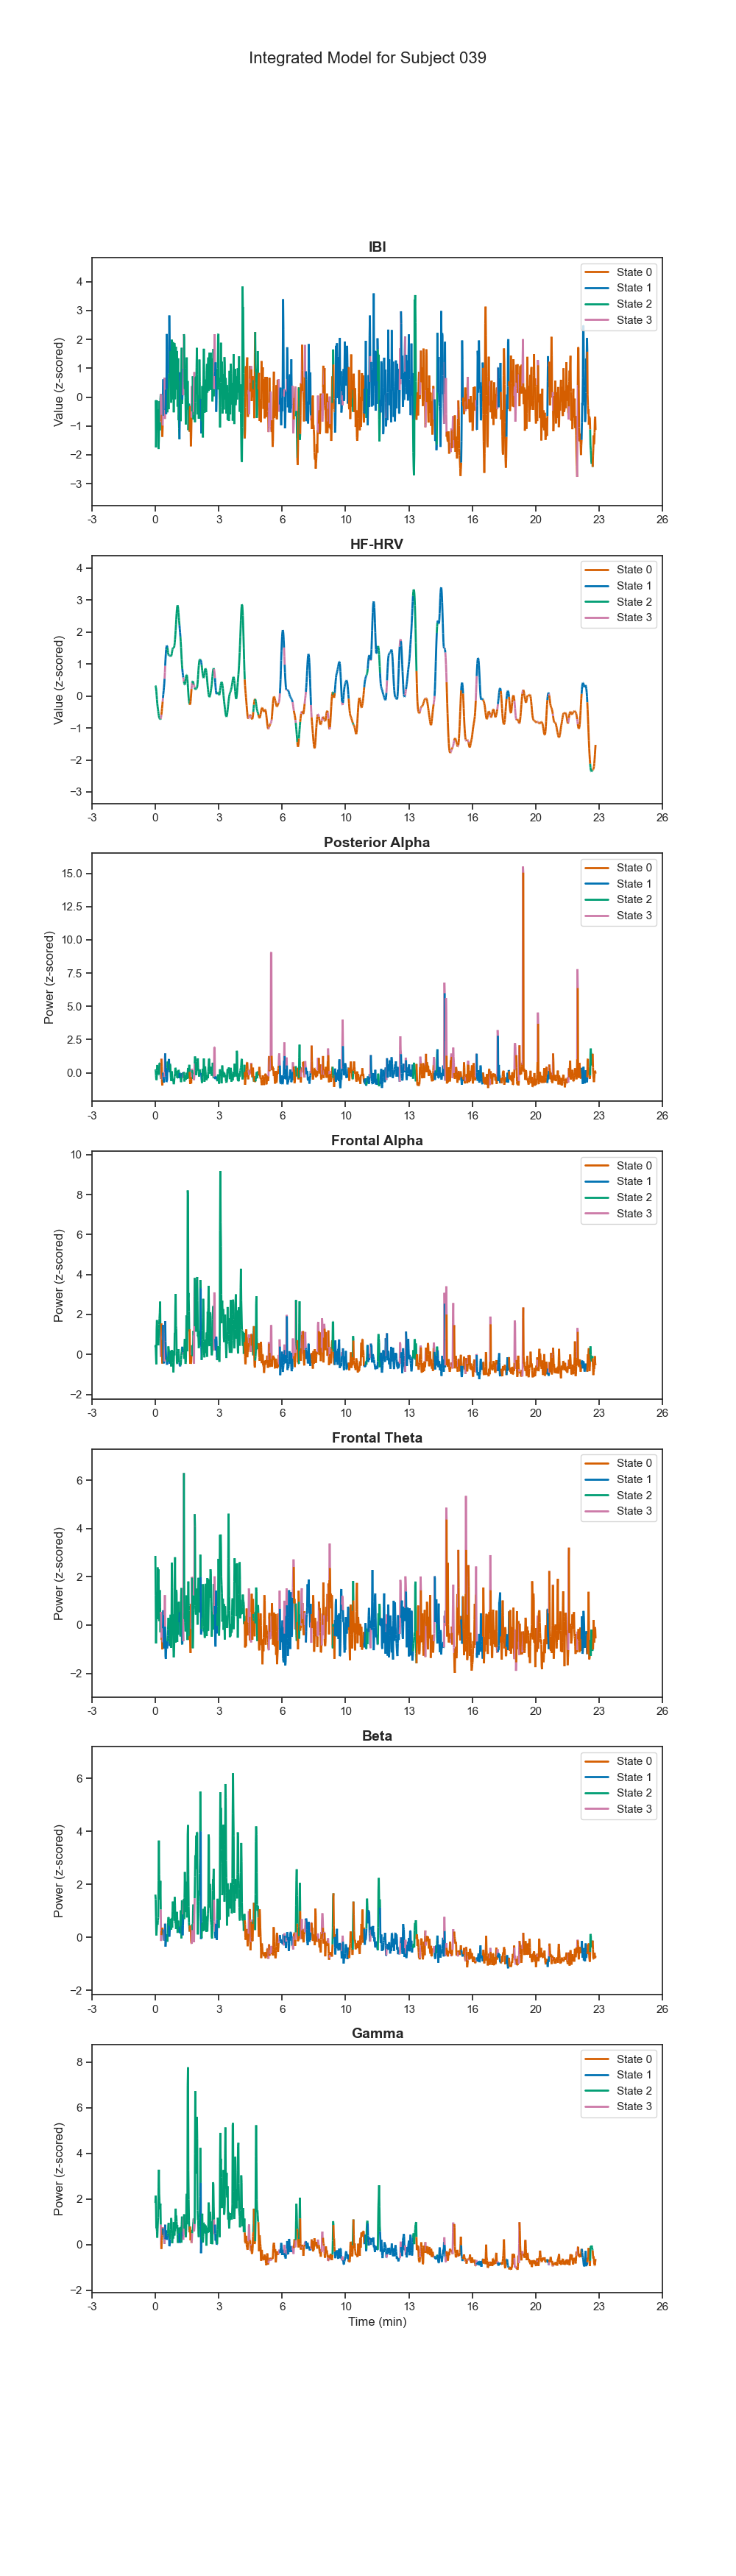 Integrated Model for Subject 039
IBI
Value (z-scored)
4
3
2
1
0
−1
−2
−3
-3 0 3 6 10 13 16 20 23 26
State 0
State 1
State 2
State 3
HF-HRV
Value (z-scored)
4
3
2
1
0
−1
−2
−3
-3 0 3 6 10 13 16 20 23 26
State 0
State 1
State 2
State 3
Posterior Alpha
Power (z-scored)
15.0
12.5
10.0
7.5
5.0
2.5
0.0
-3 0 3 6 10 13 16 20 23 26
State 0
State 1
State 2
State 3
Frontal Alpha
Power (z-scored)
10
8
6
4
2
0
−2
-3 0 3 6 10 13 16 20 23 26
State 0
State 1
State 2
State 3
Frontal Theta
Power (z-scored)
6
4
2
0
−2
-3 0 3 6 10 13 16 20 23 26
State 0
State 1
State 2
State 3
Beta
Power (z-scored)
6
4
2
0
−2
-3 0 3 6 10 13 16 20 23 26
State 0
State 1
State 2
State 3
Gamma
Power (z-scored)
8
6
4
2
0
−2
-3 0 3 6 10 13 16 20 23 26
State 0
State 1
State 2
State 3
Time (min)